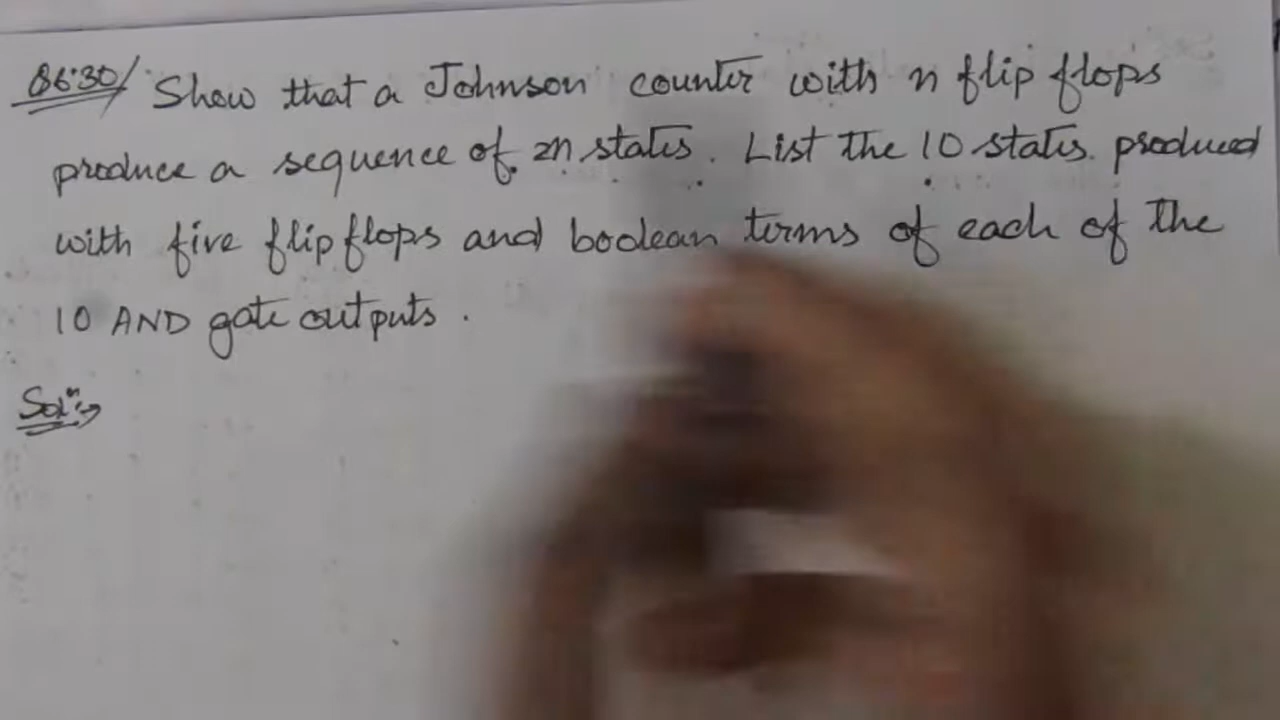 Q6.30/ Show that a Johnson counter with n flip flops
produce a sequence of 2n states. List the 10 states produced
with five flip flops and boolean terms of each of the
10 AND gate outputs.
Solⁿ:→